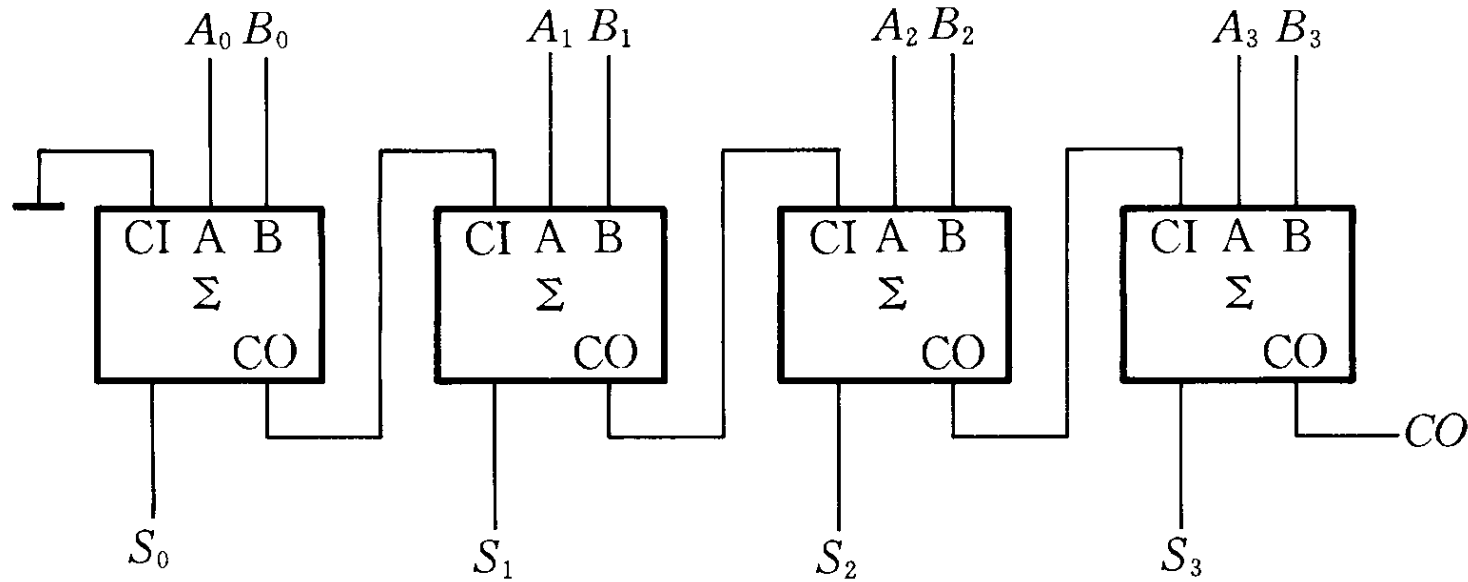 A₀ B₀ A₁ B₁ A₂ B₂ A₃ B₃
CI A B CI A B CI A B CI A B
Σ Σ Σ Σ
CO CO CO CO
CO
S₀ S₁ S₂ S₃